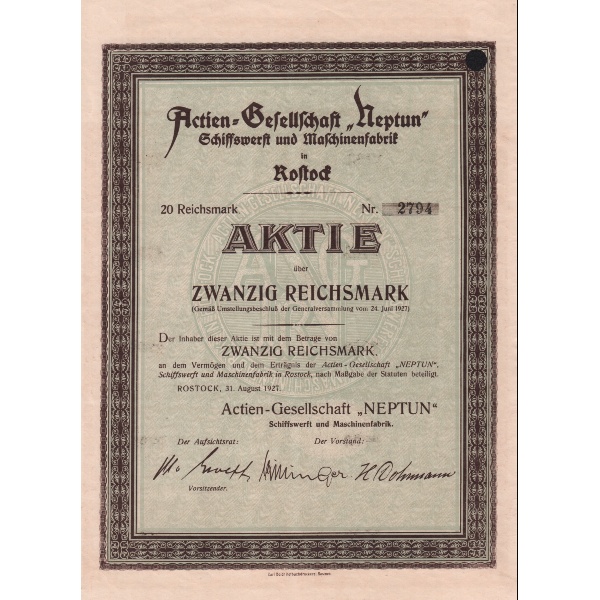 Actien-Gesellschaft „Neptun"
Schiffswerft und Maschinenfabrik
in
Rostock
20 Reichsmark Nr. 2794
AKTIE
über
ZWANZIG REICHSMARK
(Gemäß Umstellungsbeschluß der Generalversammlung vom 24. Juni 1927)
Der Inhaber dieser Aktie ist mit dem Betrage von
ZWANZIG REICHSMARK.
an dem Vermögen und dem Erträgnis der Actien-Gesellschaft „NEPTUN",
Schiffswerft und Maschinenfabrik in Rostock, nach Maßgabe der Statuten beteiligt.
ROSTOCK, 31. August 1927.
Actien-Gesellschaft „NEPTUN"
Schiffswerft und Maschinenfabrik.
Der Aufsichtsrat: Der Vorstand:
H Dohrmann
Vorsitzender.